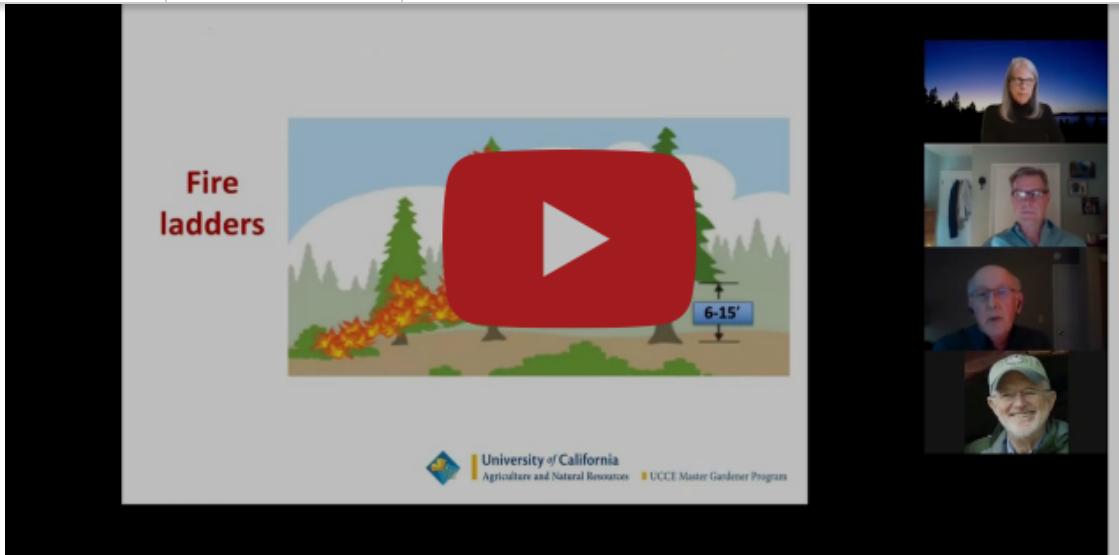 Fire
ladders
6-15'
University of California
Agriculture and Natural Resources
UCCE Master Gardener Program